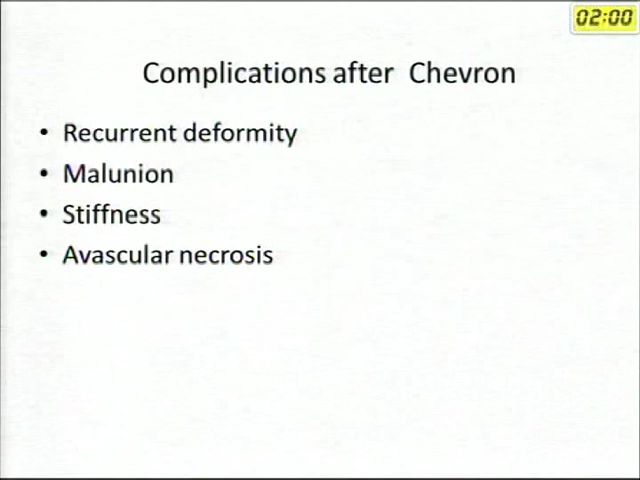 02:00
Complications after Chevron
• Recurrent deformity
• Malunion
• Stiffness
• Avascular necrosis